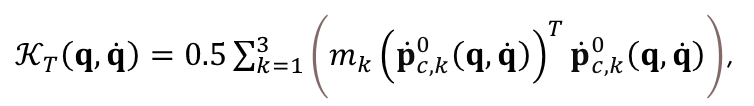 𝒦_T(𝐪, 𝐪̇) = 0.5 ∑_{k=1}^{3} (m_k (𝐩̇_{c,k}^0(𝐪, 𝐪̇))^T 𝐩̇_{c,k}^0(𝐪, 𝐪̇)),